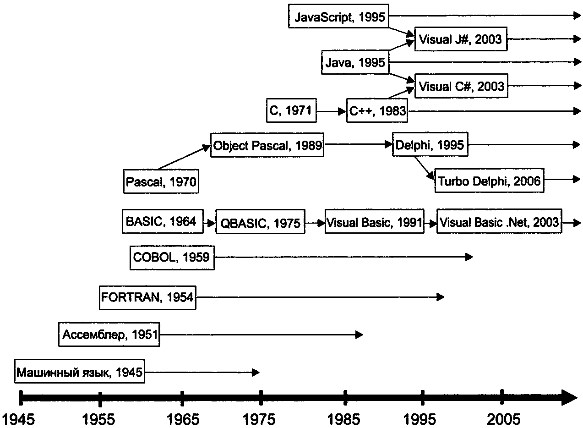 JavaScript, 1995
Visual J#, 2003
Java, 1995
Visual C#, 2003
C, 1971
C++, 1983
Object Pascal, 1989
Delphi, 1995
Pascal, 1970
Turbo Delphi, 2006
BASIC, 1964
QBASIC, 1975
Visual Basic, 1991
Visual Basic .Net, 2003
COBOL, 1959
FORTRAN, 1954
Ассемблер, 1951
Машинный язык, 1945
1945 1955 1965 1975 1985 1995 2005